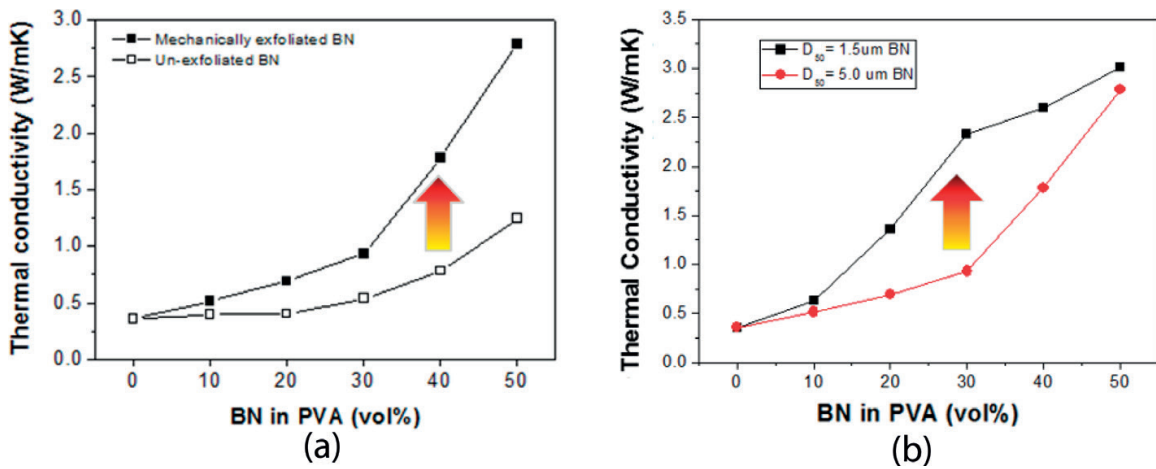 3.0
2.5
2.0
1.5
1.0
0.5
0.0
Thermal conductivity (W/mK)
Mechanically exfoliated BN
Un-exfoliated BN
0 10 20 30 40 50
BN in PVA (vol%)
(a)
3.5
3.0
2.5
2.0
1.5
1.0
0.5
0.0
Thermal Conductivity (W/mK)
D50= 1.5um BN
D50= 5.0 um BN
0 10 20 30 40 50
BN in PVA (vol%)
(b)